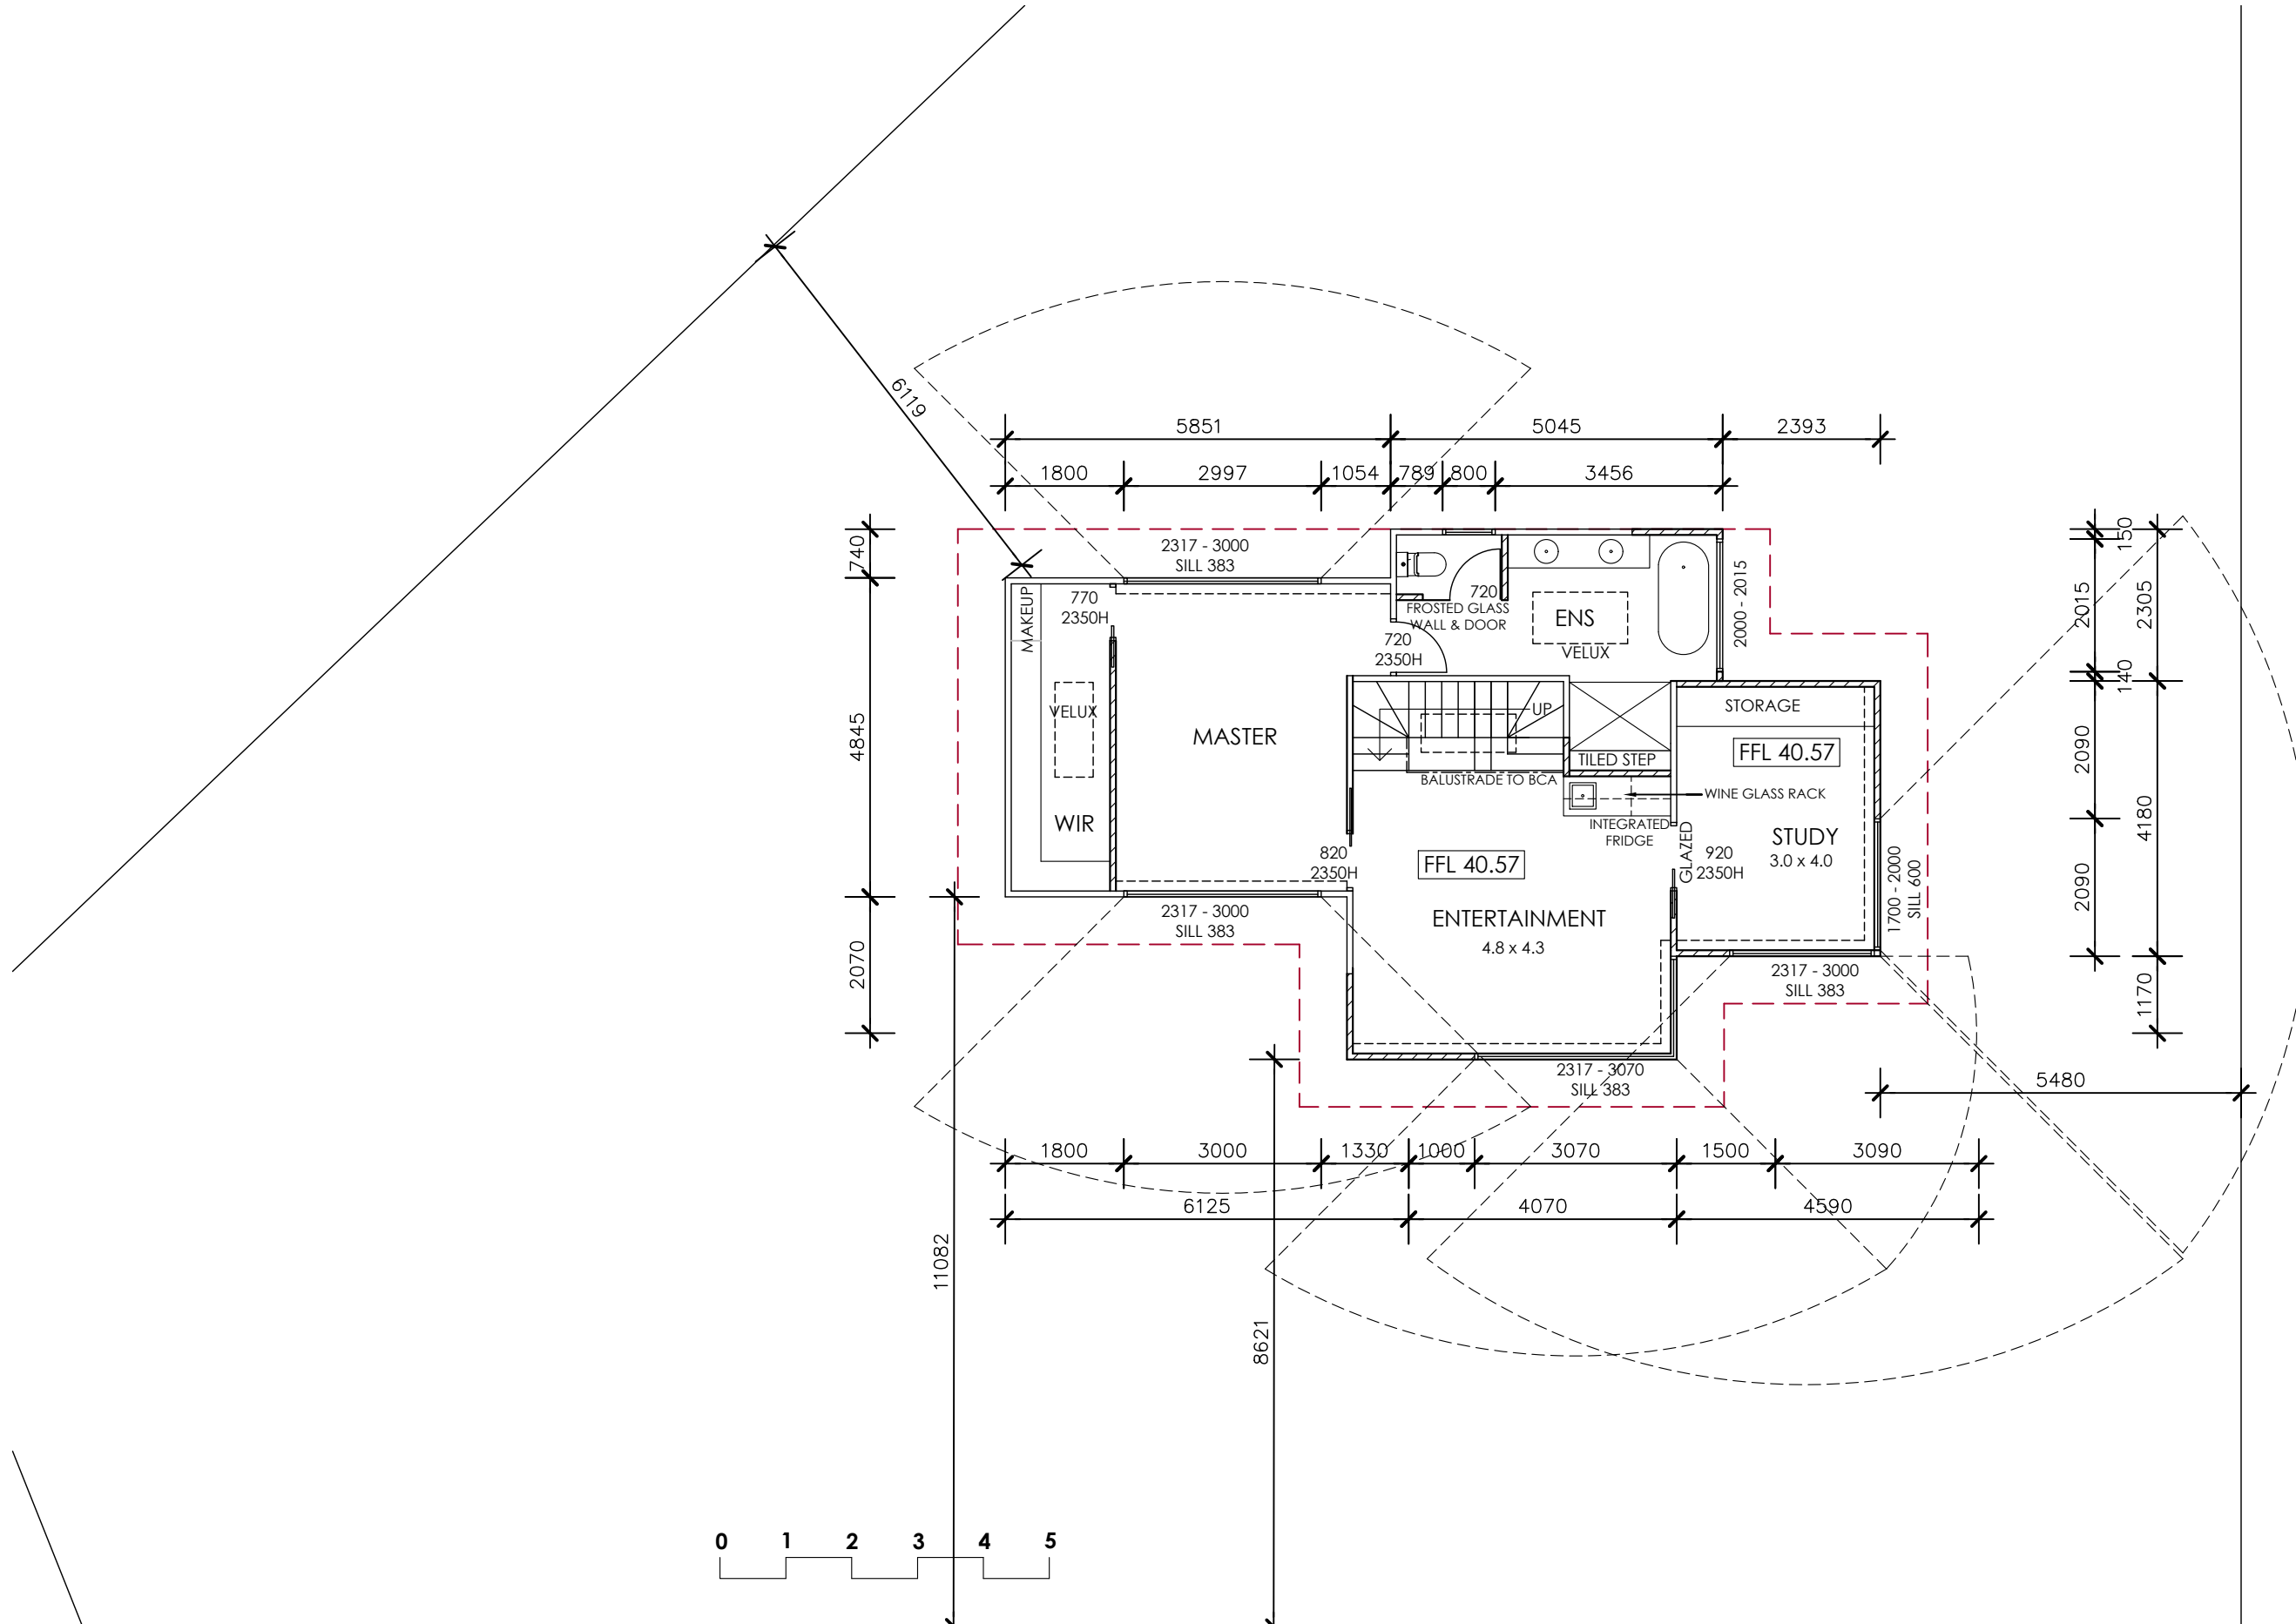 6119
5851
5045
2393
1800
2997
1054
789
800
3456
740
4845
2070
2317 - 3000
SILL 383
MAKEUP
770
2350H
720
FROSTED GLASS
WALL & DOOR
ENS
VELUX
2000 - 2015
720
2350H
150
2015
2305
140
VELUX
MASTER
UP
STORAGE
FFL 40.57
TILED STEP
BALUSTRADE TO BCA
WINE GLASS RACK
WIR
INTEGRATED
FRIDGE
GLAZED
STUDY
3.0 x 4.0
820
2350H
FFL 40.57
920
2350H
1700 - 2000
SILL 600
2090
4180
2090
1170
ENTERTAINMENT
4.8 x 4.3
2317 - 3000
SILL 383
2317 - 3000
SILL 383
2317 - 3070
SILL 383
5480
1800
3000
1330
1000
3070
1500
3090
6125
4070
4590
11082
8621
0 1 2 3 4 5